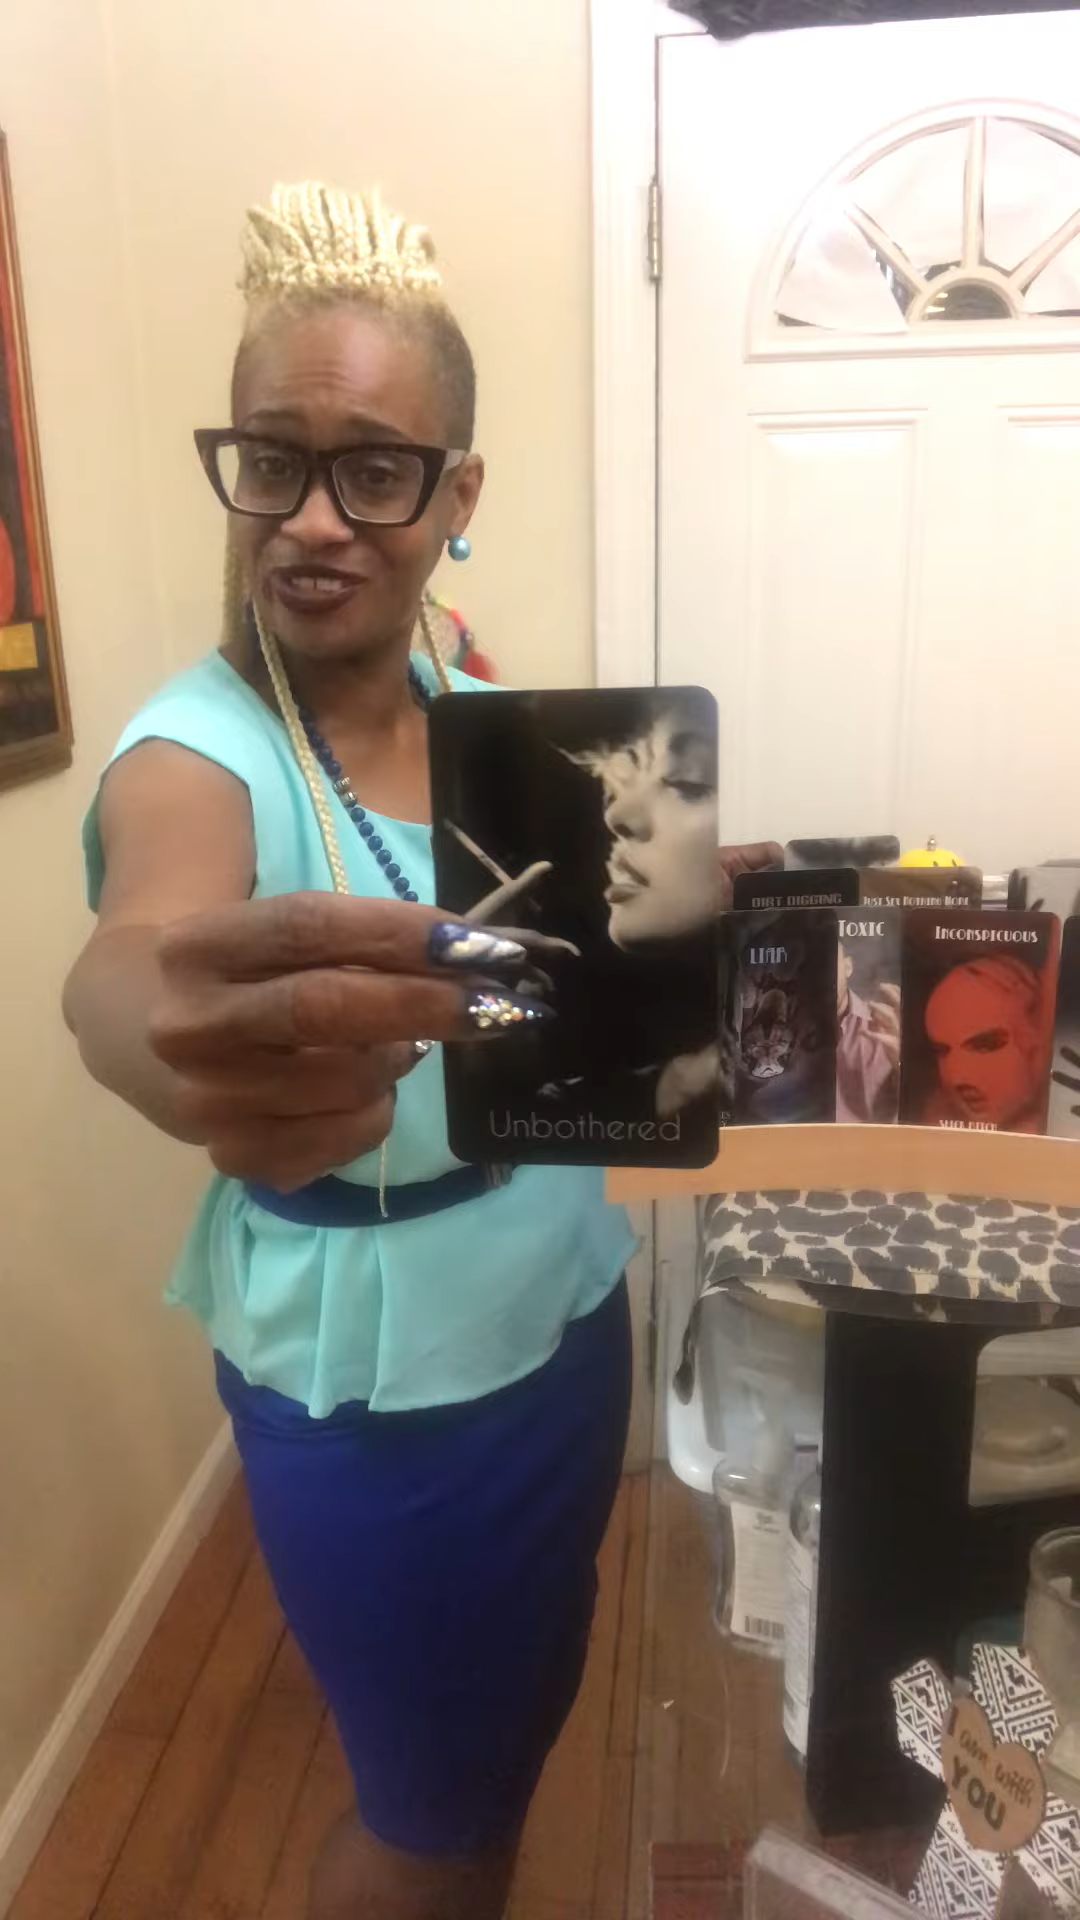 Unbothered
DIRT DIGGING
JUST SEX NOTHING MORE
LIAR
TOXIC
INCONSPICUOUS
I am with
YOU